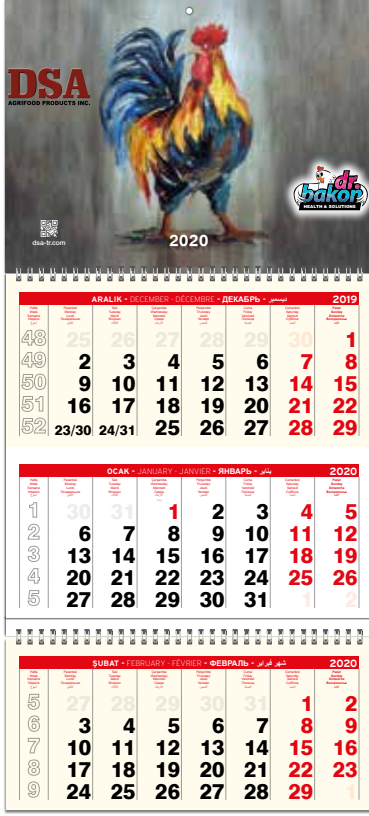 DSA
AGRIFOOD PRODUCTS INC.
dr.
bakon
HEALTH & SOLUTIONS
dsa-tr.com
2020
ARALIK - DECEMBER - DÉCEMBRE - ДЕКАБРЬ - ديسمبر 2019
48 25 26 27 28 29 30 1
49 2 3 4 5 6 7 8
50 9 10 11 12 13 14 15
51 16 17 18 19 20 21 22
52 23/30 24/31 25 26 27 28 29
OCAK - JANUARY - JANVIER - ЯНВАРЬ - يناير 2020
1 30 31 1 2 3 4 5
2 6 7 8 9 10 11 12
3 13 14 15 16 17 18 19
4 20 21 22 23 24 25 26
5 27 28 29 30 31 1 2
ŞUBAT - FEBRUARY - FÉVRIER - ФЕВРАЛЬ - شهر فبراير 2020
5 27 28 29 30 31 1 2
6 3 4 5 6 7 8 9
7 10 11 12 13 14 15 16
8 17 18 19 20 21 22 23
9 24 25 26 27 28 29 1